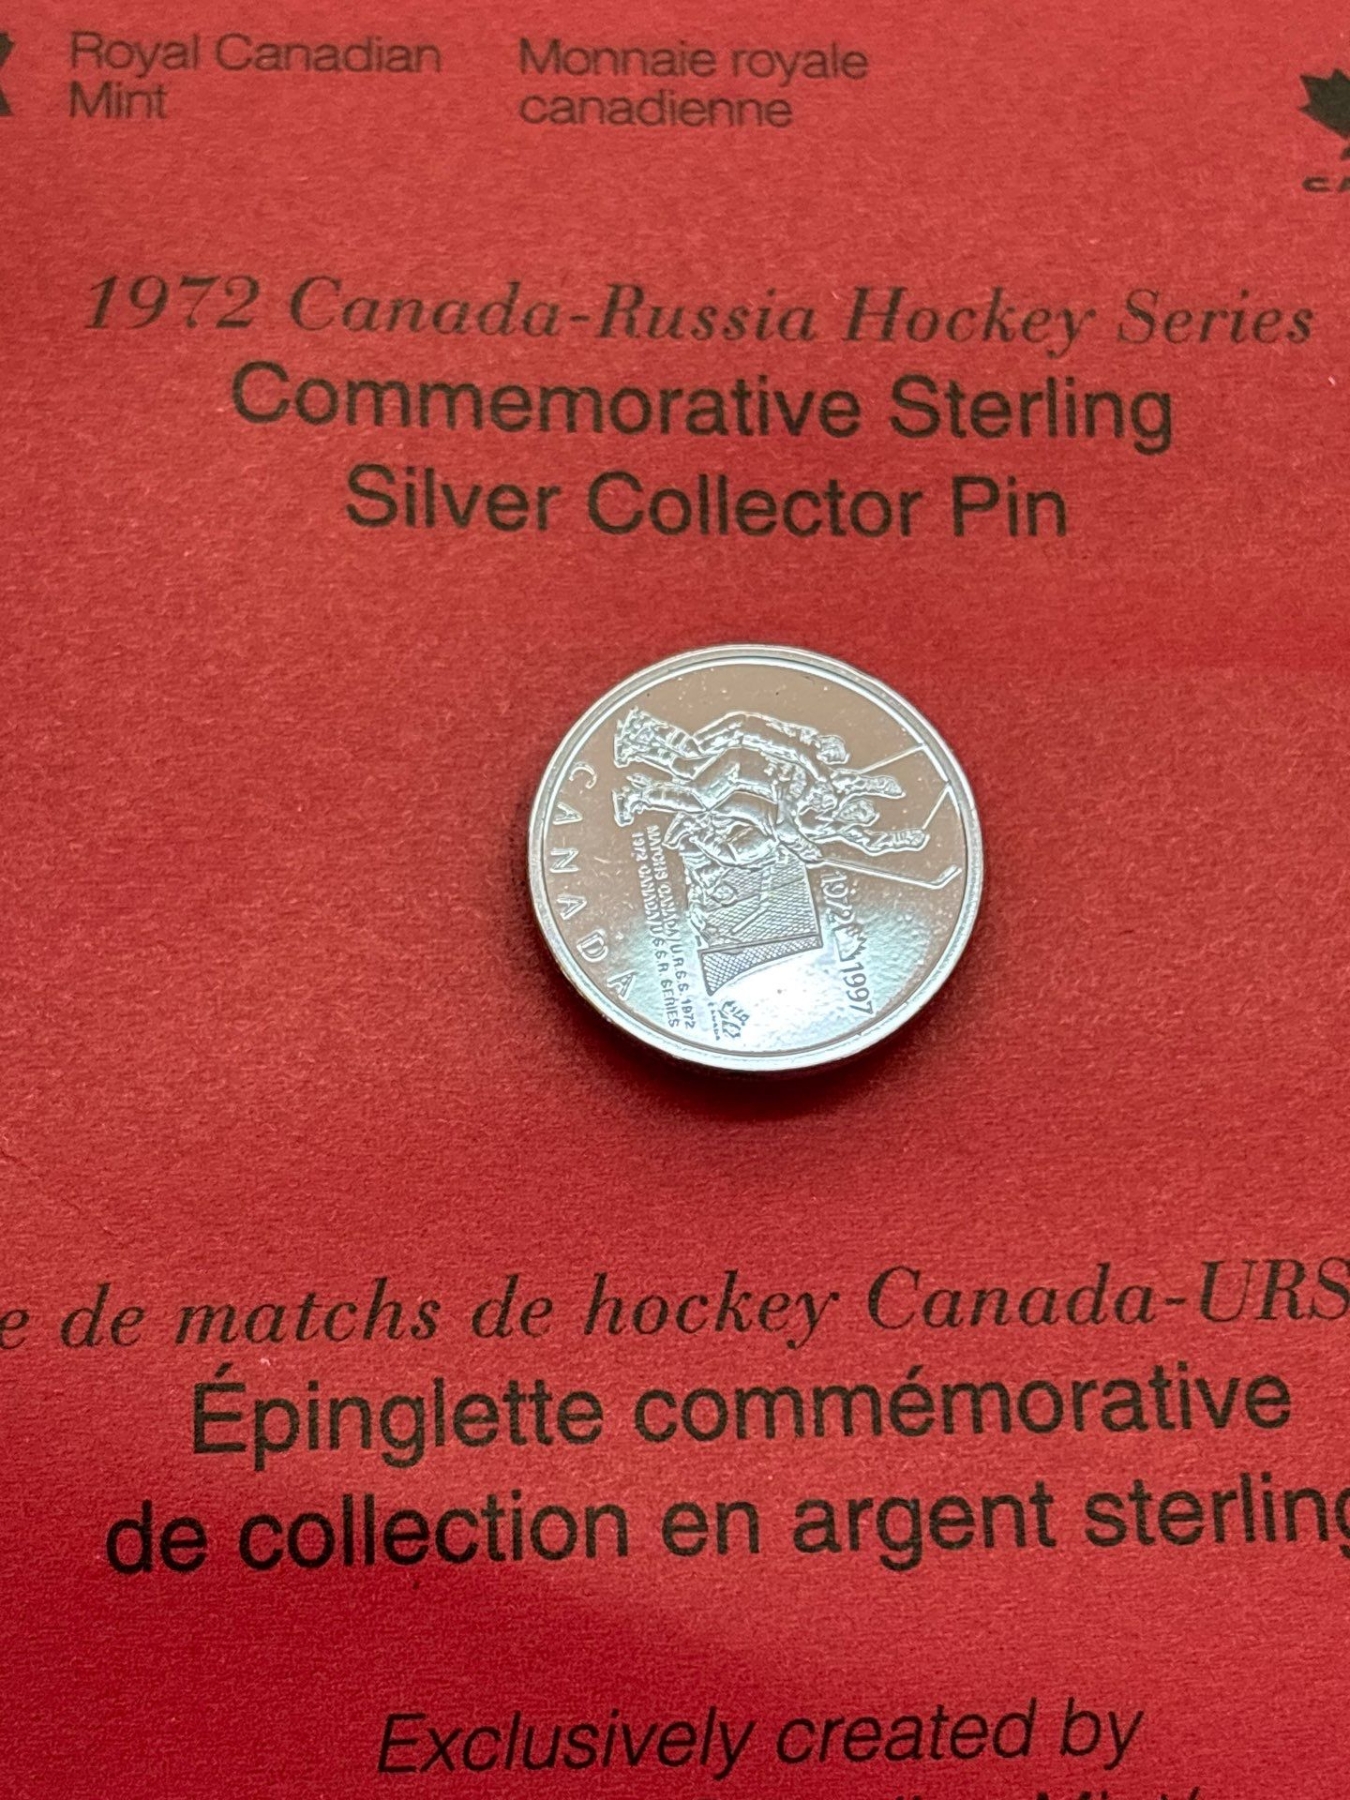 Royal Canadian
Mint
Monnaie royale
canadienne
1972 Canada-Russia Hockey Series
Commemorative Sterling
Silver Collector Pin
CANADA
MATCHS CANADA/U.R.S.S. 1972
1972 CANADA/U.S.S.R. SERIES
1972
1997
CANADA
e de matchs de hockey Canada-URS
Épinglette commémorative
de collection en argent sterling
Exclusively created by